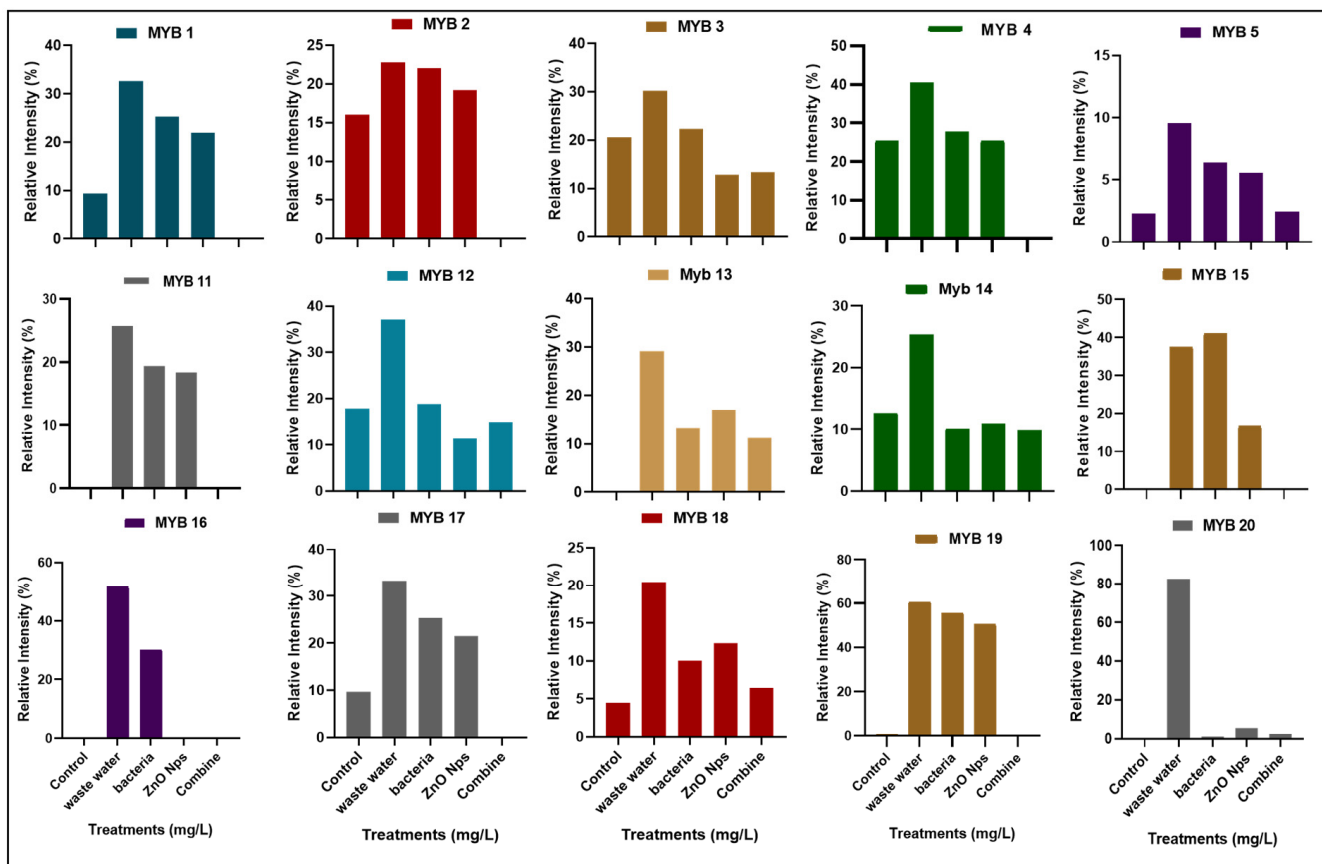 MYB 1
Relative Intensity (%)
40
30
20
10
0
MYB 2
Relative Intensity (%)
25
20
15
10
5
0
MYB 3
Relative Intensity (%)
40
30
20
10
0
MYB 4
Relative Intensity (%)
50
40
30
20
10
0
MYB 5
Relative Intensity (%)
15
10
5
0
MYB 11
Relative Intensity (%)
30
20
10
0
MYB 12
Relative Intensity (%)
40
30
20
10
0
Myb 13
Relative Intensity (%)
40
30
20
10
0
Myb 14
Relative Intensity (%)
30
20
10
0
MYB 15
Relative Intensity (%)
50
40
30
20
10
0
MYB 16
Relative Intensity (%)
60
40
20
0
Control
waste water
bacteria
ZnO Nps
Combine
Treatments (mg/L)
MYB 17
Relative Intensity (%)
40
30
20
10
0
Control
waste water
bacteria
ZnO Nps
Combine
Treatments (mg/L)
MYB 18
Relative Intensity (%)
25
20
15
10
5
0
Control
waste water
bacteria
ZnO Nps
Combine
Treatments (mg/L)
MYB 19
Relative Intensity (%)
80
60
40
20
0
Control
waste water
bacteria
ZnO Nps
Combine
Treatments (mg/L)
MYB 20
Relative Intensity (%)
100
80
60
40
20
0
Control
waste water
bacteria
ZnO Nps
Combine
Treatments (mg/L)